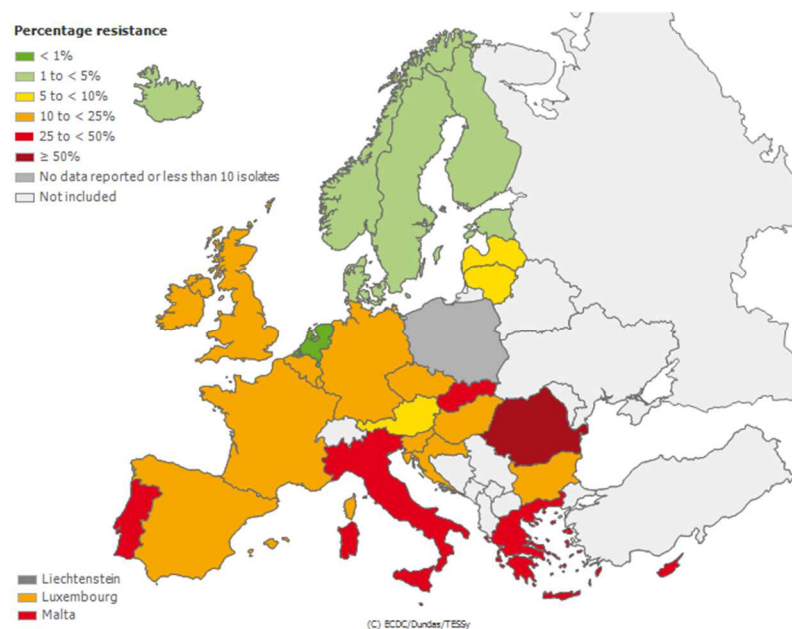 Percentage resistance
< 1%
1 to < 5%
5 to < 10%
10 to < 25%
25 to < 50%
≥ 50%
No data reported or less than 10 isolates
Not included
Liechtenstein
Luxembourg
Malta
(C) ECDC/Dundas/TESSy